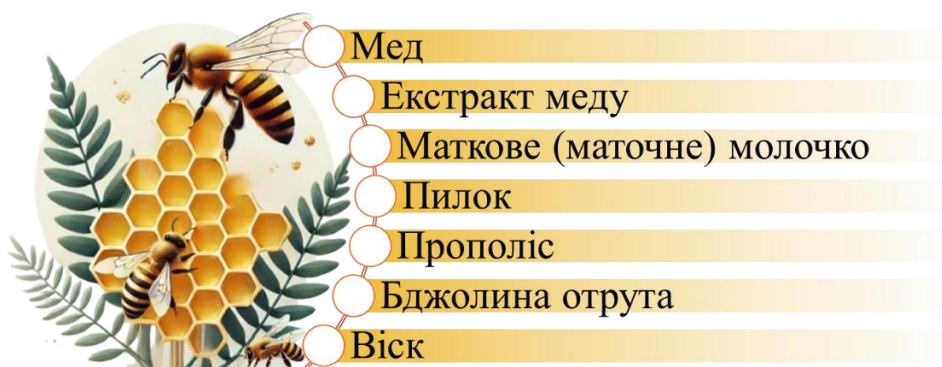 Мед
Екстракт меду
Маткове (маточне) молочко
Пилок
Прополіс
Бджолина отрута
Віск